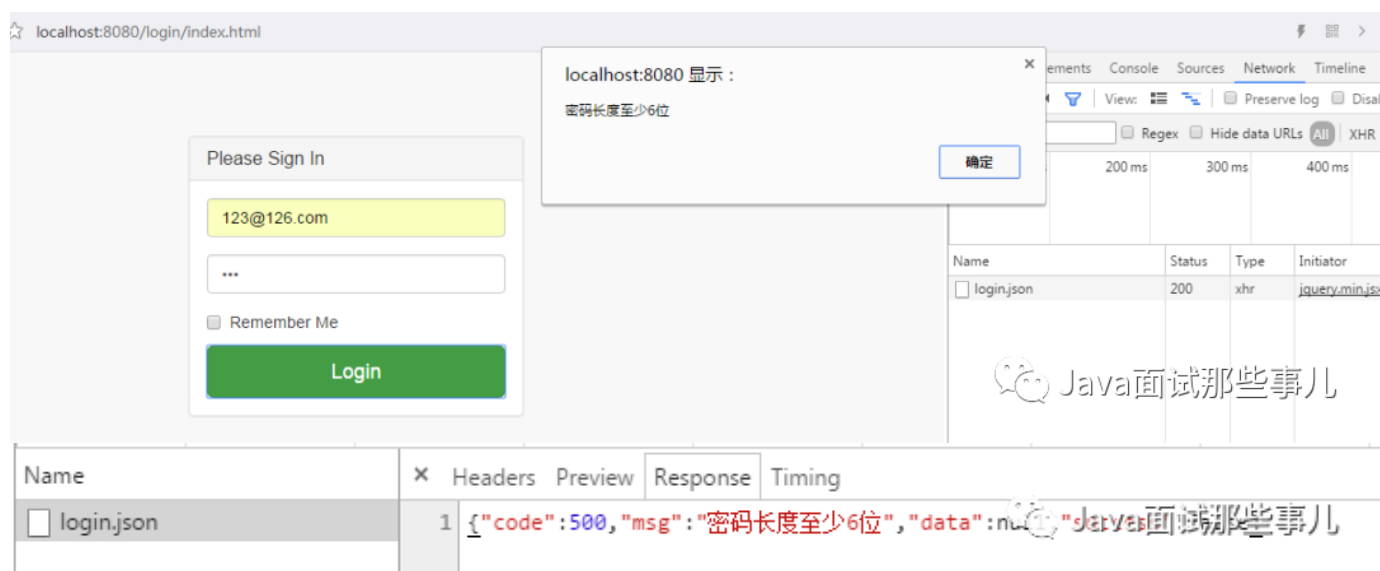 localhost:8080/login/index.html
localhost:8080 显示：
密码长度至少6位
确定
ements Console Sources Network Timeline
View: Preserve log Disal
Regex Hide data URLs All XHR
200 ms 300 ms 400 ms
Please Sign In
123@126.com
•••
Remember Me
Login
Name Status Type Initiator
login.json 200 xhr jquery.min.js
Java面试那些事儿
Name
login.json
× Headers Preview Response Timing
1 {"code":500,"msg":"密码长度至少6位","data":
Java面试那些事儿